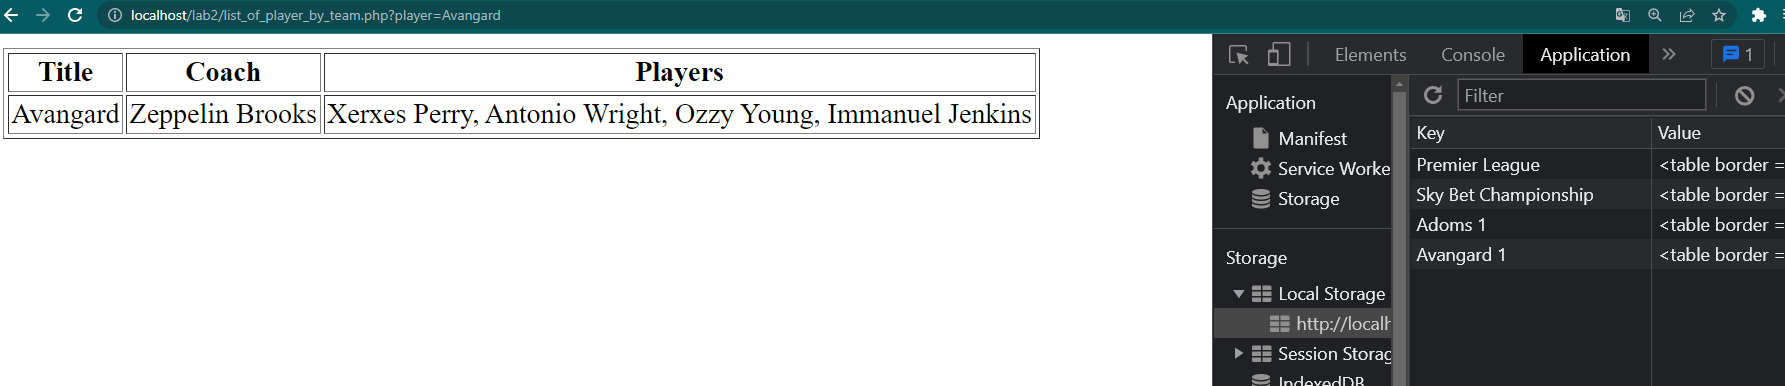 localhost/lab2/list_of_player_by_team.php?player=Avangard
Title Coach Players
Avangard Zeppelin Brooks Xerxes Perry, Antonio Wright, Ozzy Young, Immanuel Jenkins
Elements Console Application 1
Application
Manifest
Service Worke
Storage
Storage
Local Storage
http://localh
Session Storag
IndexedDB
Filter
Key Value
Premier League <table border =
Sky Bet Championship <table border =
Adoms 1 <table border =
Avangard 1 <table border =